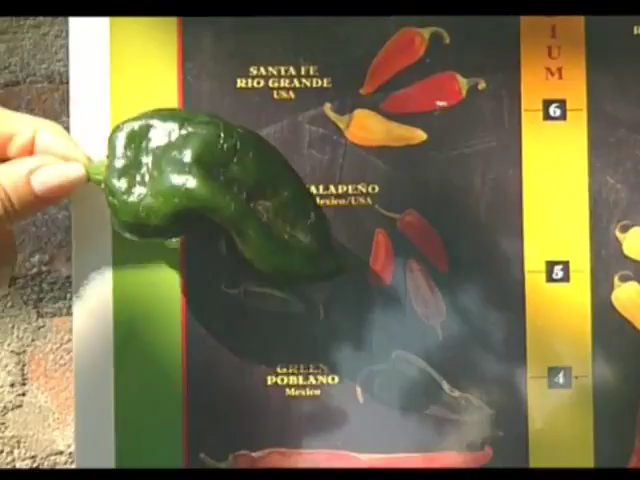 SANTA FE
RIO GRANDE
USA
IUM
6
ALAPEÑO
Mexico/USA
5
GREEN
POBLANO
Mexico
4